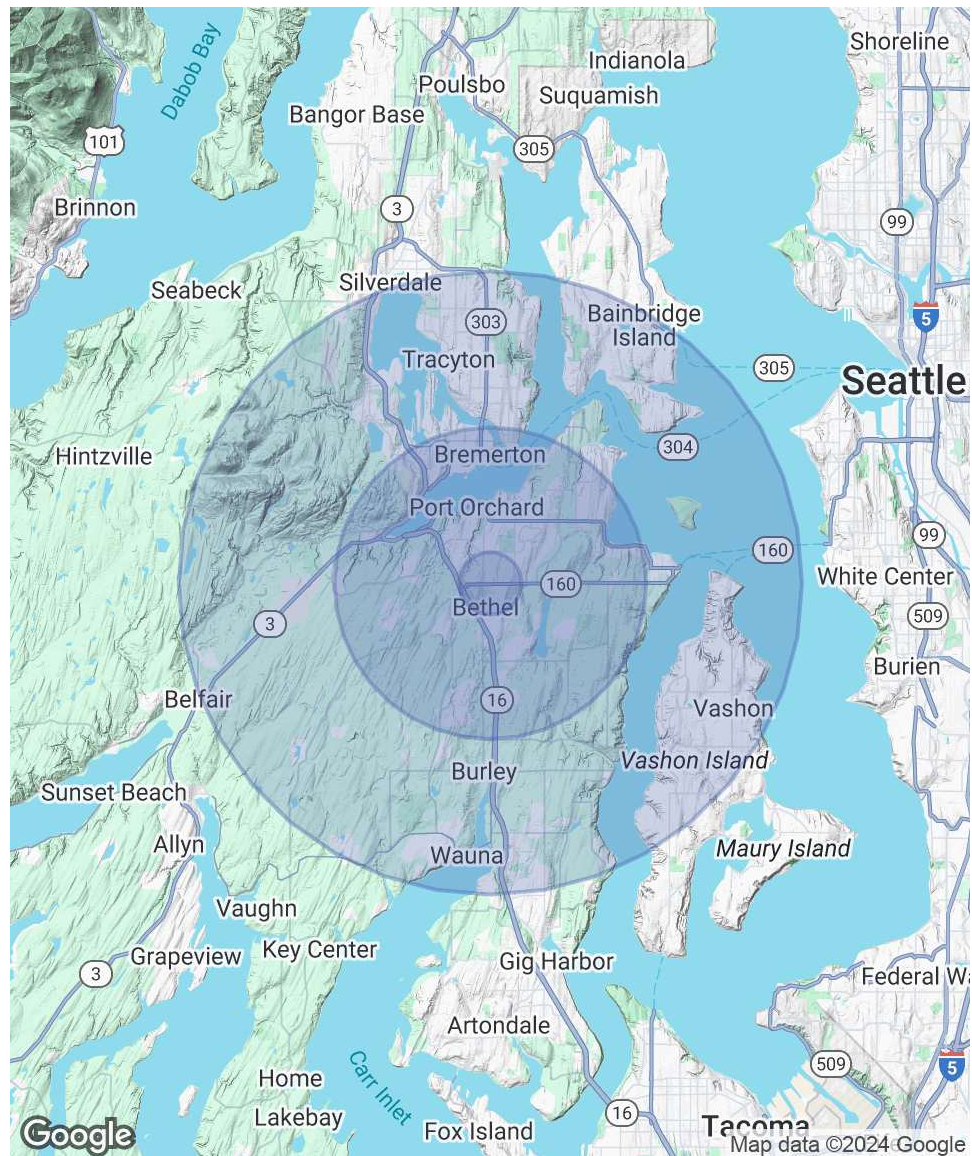 Dabob Bay
Shoreline
Indianola
Poulsbo
Suquamish
Bangor Base
101
305
Brinnon
3
99
Silverdale
Seabeck
Bainbridge
Island
303
5
Tracyton
305
Seattle
304
Hintzville
Bremerton
Port Orchard
99
160
White Center
160
Bethel
509
3
Burien
Belfair
16
Vashon
Vashon Island
Burley
Sunset Beach
Allyn
Wauna
Maury Island
Vaughn
Key Center
Grapeview
Gig Harbor
3
Federal Wa
Artondale
509
5
Home
Carr Inlet
Lakebay
16
Fox Island
Tacoma
Google
Map data ©2024 Google